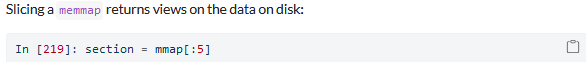 Slicing a memmap returns views on the data on disk:
In [219]: section = mmap[:5]